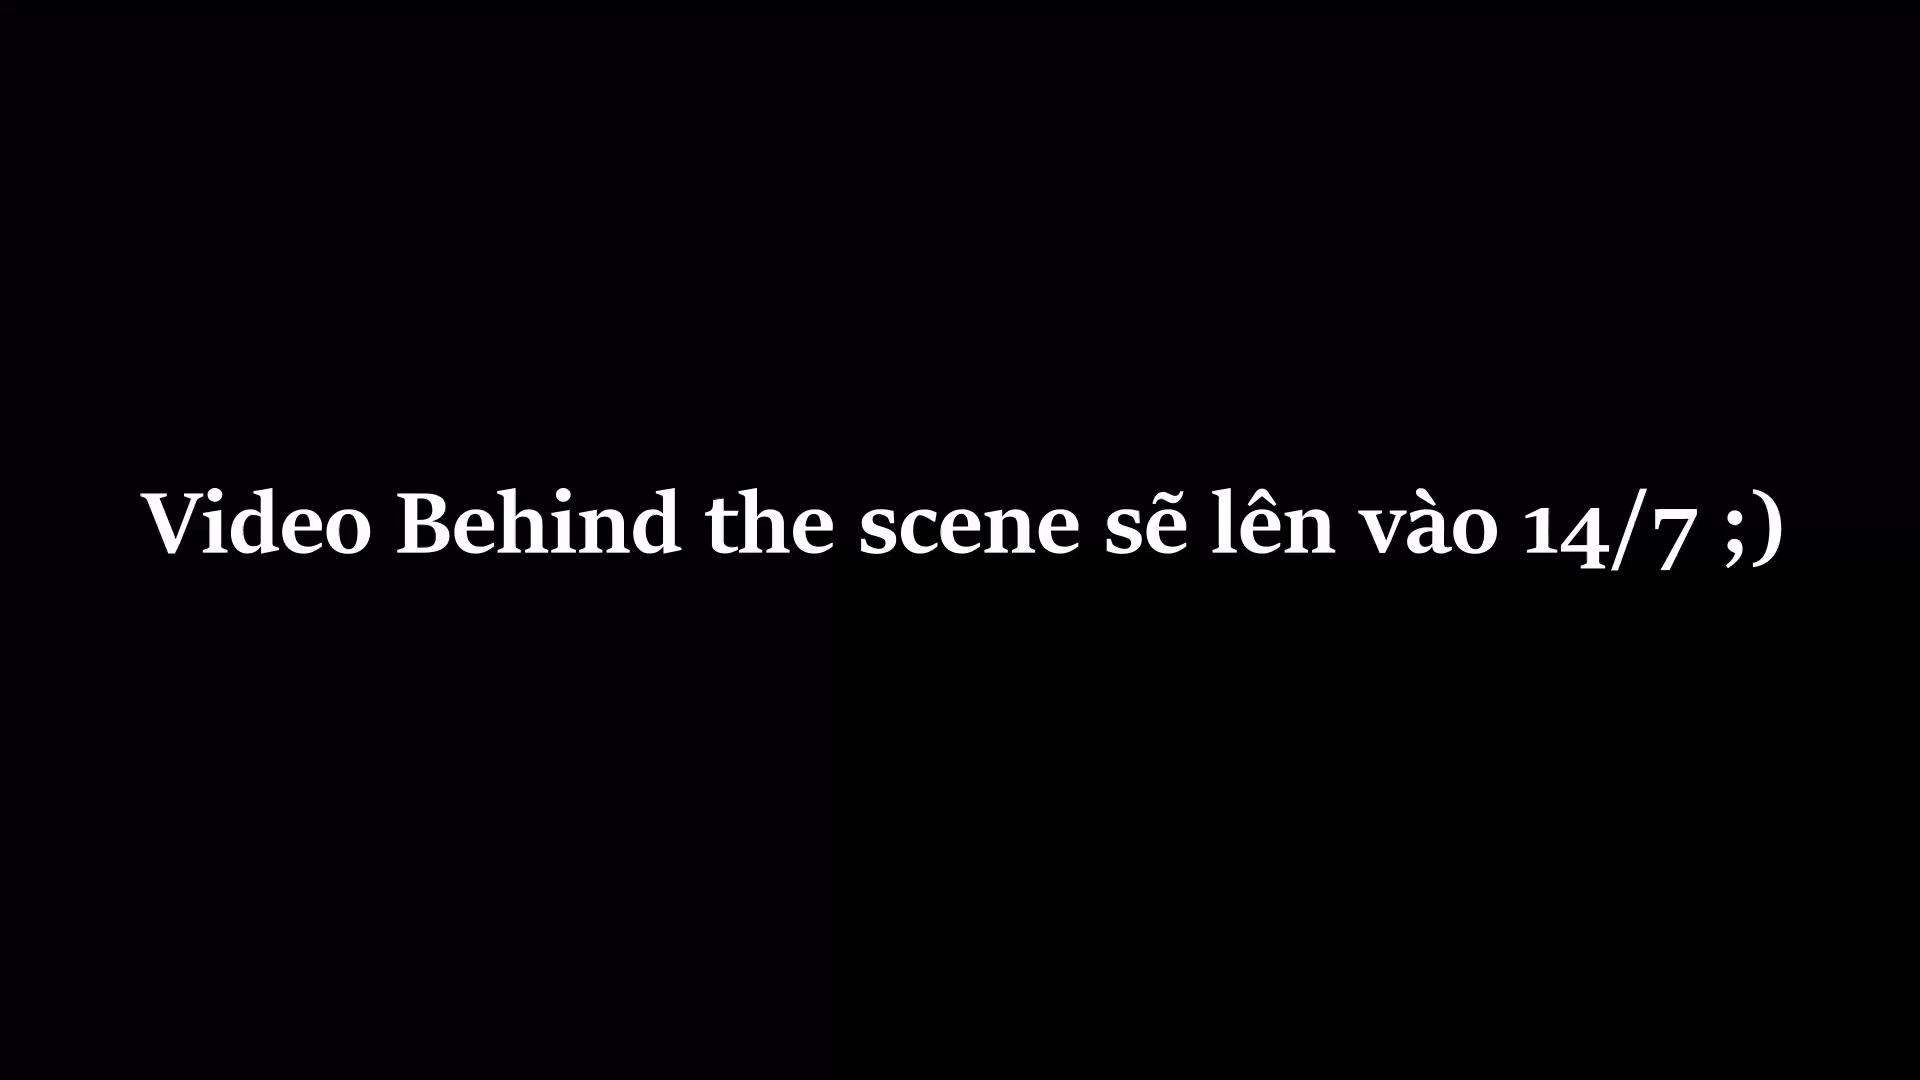 Video Behind the scene sẽ lên vào 14/7 ;)